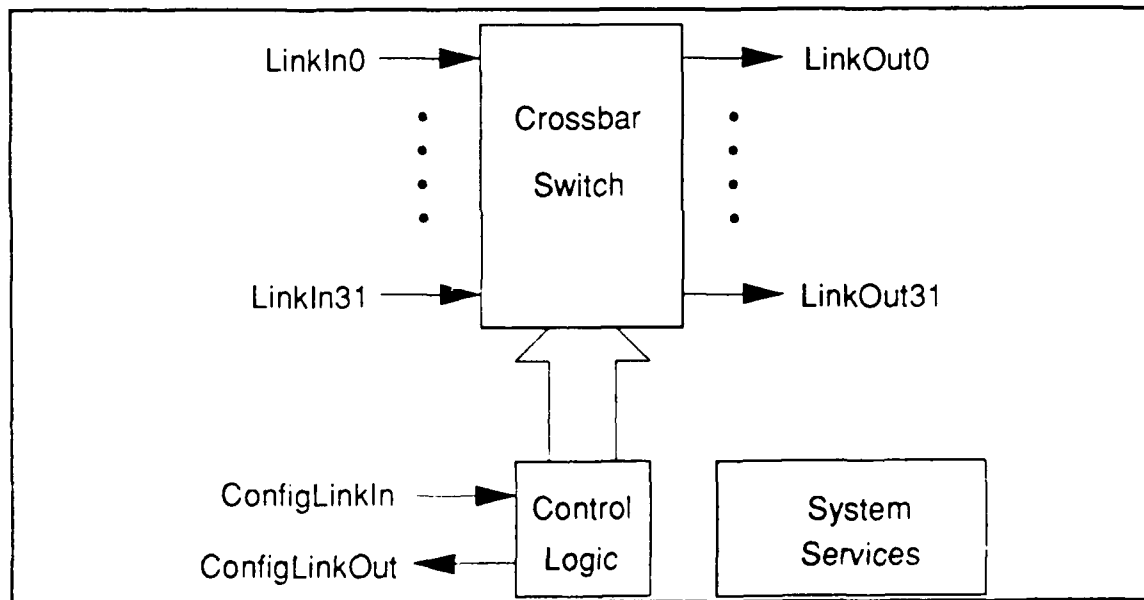 LinkIn0
LinkOut0
Crossbar
Switch
LinkIn31
LinkOut31
ConfigLinkIn
ConfigLinkOut
Control
Logic
System
Services